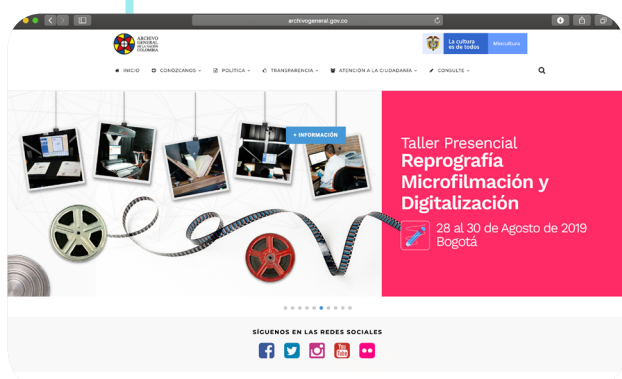 archivogeneral.gov.co
ARCHIVO
GENERAL
DE LA NACIÓN
COLOMBIA
La cultura
es de todos
Mincultura
INICIO
CONÓZCANOS
POLÍTICA
TRANSPARENCIA
ATENCIÓN A LA CIUDADANÍA
CONSULTE
+ INFORMACIÓN
Taller Presencial
Reprografía
Microfilmación y
Digitalización
28 al 30 de Agosto de 2019
Bogotá
SÍGUENOS EN LAS REDES SOCIALES
You
Tube